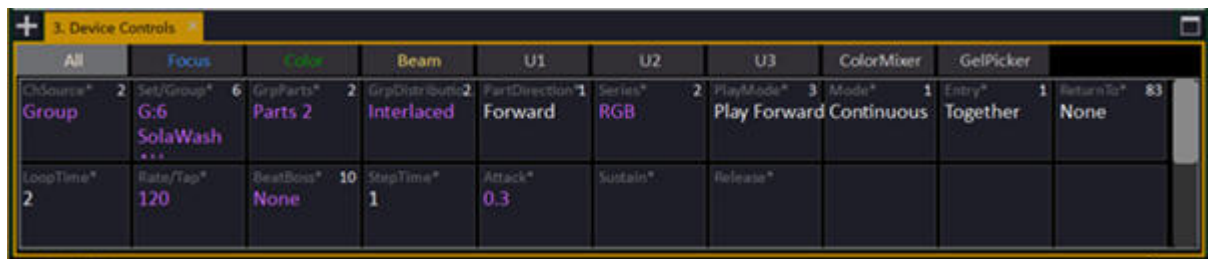 3. Device Controls
All Focus Color Beam U1 U2 U3 ColorMixer GelPicker
ChSource* 2 Set/Group* 6 GrpParts* 2 GrpDistributio 2 PartDirection* 1 Series* 2 PlayMode* 3 Mode* 1 Entry* 1 ReturnTo* 83
Group G:6 Parts 2 Interlaced Forward RGB Play Forward Continuous Together None
SolaWash
...
LoopTime* Rate/Tap* BeatBoss* 10 StepTime* Attack* Sustain* Release*
2 120 None 1 0.3